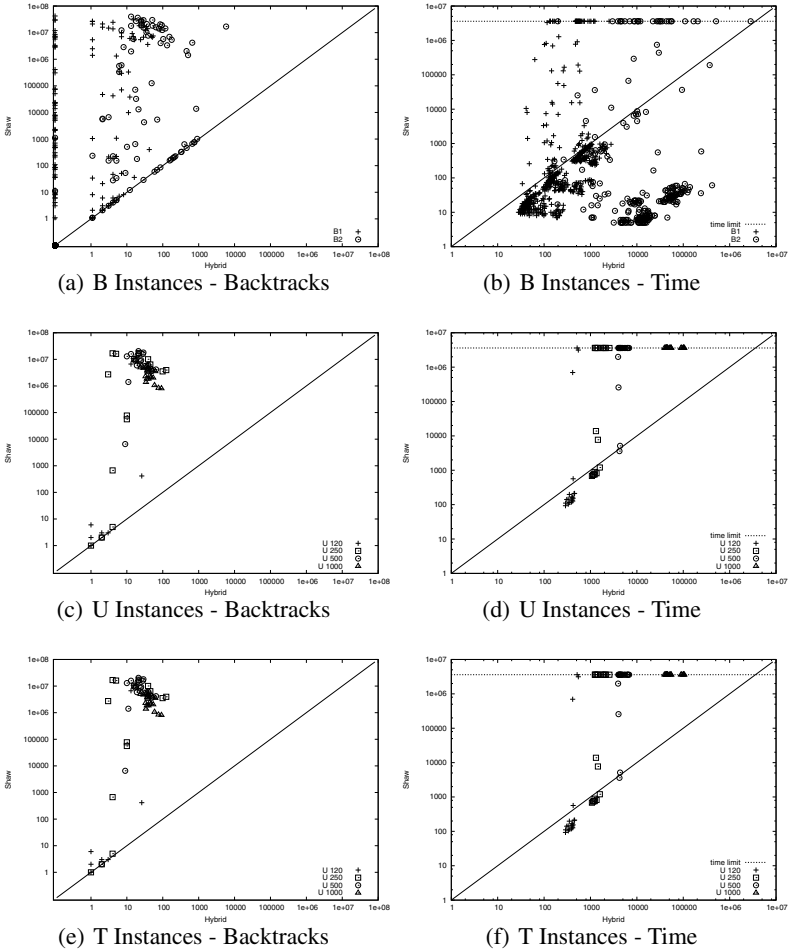 1e+08
1e+07
1e+06
100000
10000
1000
100
10
1
Shaw
1 10 100 1000 10000 100000 1e+06 1e+07 1e+08
Hybrid
B1
B2
(a) B Instances - Backtracks
1e+07
1e+06
100000
10000
1000
100
10
1
Shaw
1 10 100 1000 10000 100000 1e+06 1e+07
Hybrid
time limit
B1
B2
(b) B Instances - Time
1e+08
1e+07
1e+06
100000
10000
1000
100
10
1
Shaw
1 10 100 1000 10000 100000 1e+06 1e+07 1e+08
Hybrid
U 120
U 250
U 500
U 1000
(c) U Instances - Backtracks
1e+07
1e+06
100000
10000
1000
100
10
1
Shaw
1 10 100 1000 10000 100000 1e+06 1e+07
Hybrid
time limit
U 120
U 250
U 500
U 1000
(d) U Instances - Time
1e+08
1e+07
1e+06
100000
10000
1000
100
10
1
Shaw
1 10 100 1000 10000 100000 1e+06 1e+07 1e+08
Hybrid
U 120
U 250
U 500
U 1000
(e) T Instances - Backtracks
1e+07
1e+06
100000
10000
1000
100
10
1
Shaw
1 10 100 1000 10000 100000 1e+06 1e+07
Hybrid
time limit
U 120
U 250
U 500
U 1000
(f) T Instances - Time